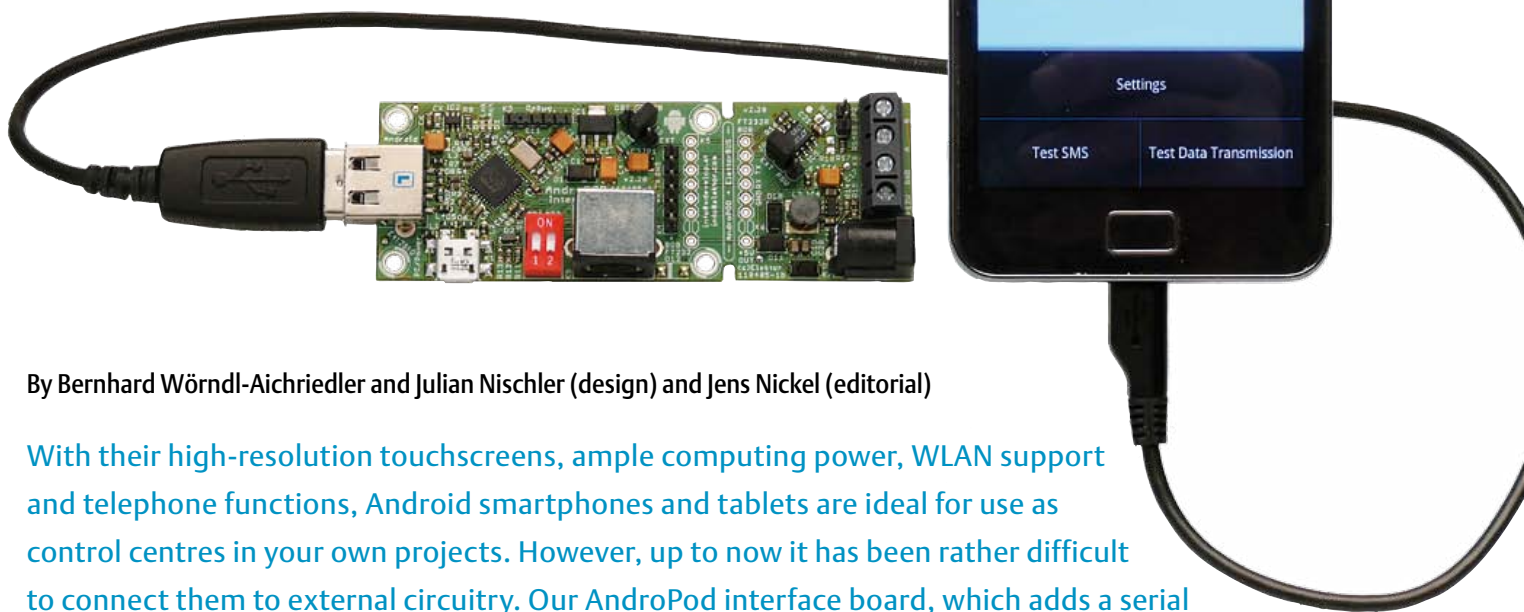 Settings
Test SMS
Test Data Transmission
ON
1 2
By Bernhard Wörndl-Aichriedler and Julian Nischler (design) and Jens Nickel (editorial)
With their high-resolution touchscreens, ample computing power, WLAN support
and telephone functions, Android smartphones and tablets are ideal for use as
control centres in your own projects. However, up to now it has been rather difficult
to connect them to external circuitry. Our AndroPod interface board, which adds a serial